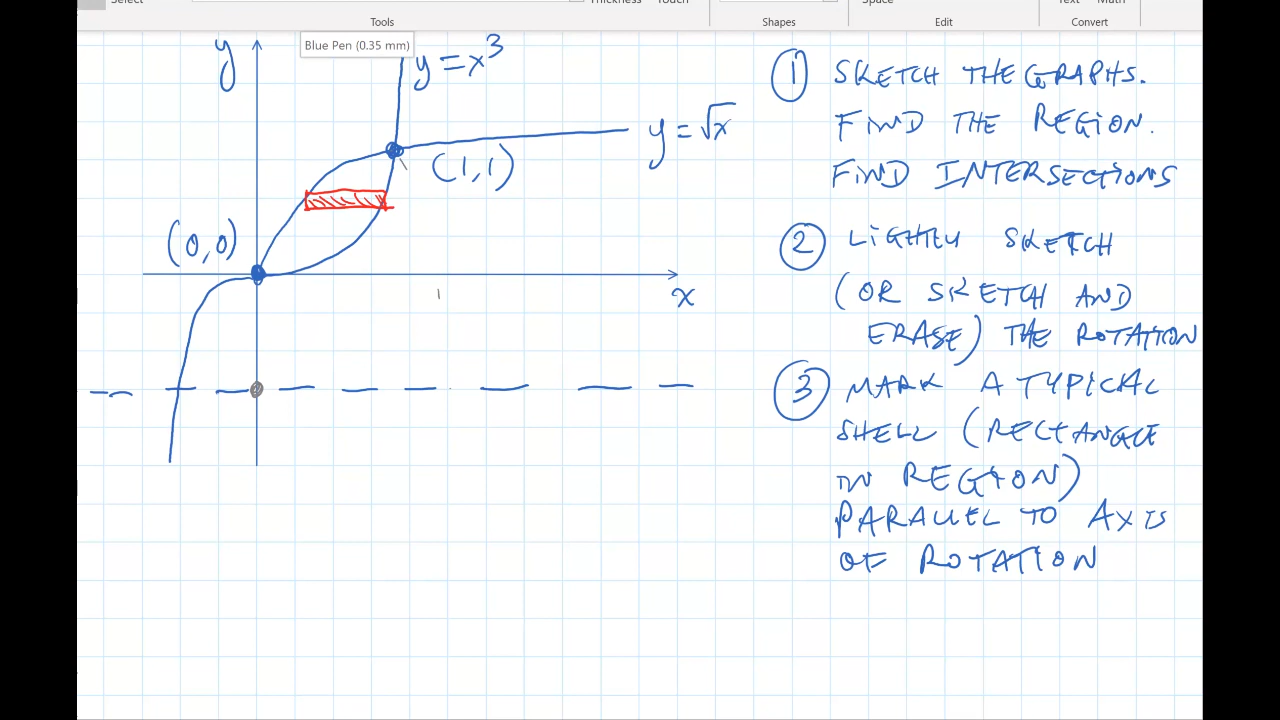 Select
Thickness
Touch
Space
Text
Math
Tools
Shapes
Edit
Convert
Blue Pen (0.35 mm)
y
y = x³
y = √x
(1,1)
(0,0)
x
① SKETCH THE GRAPHS.
FIND THE REGION.
FIND INTERSECTIONS
② LIGHTLY SKETCH
(OR SKETCH AND
ERASE) THE ROTATION
③ MARK A TYPICAL
SHELL (RECTANGLE
IN REGION)
PARALLEL TO AXIS
OF ROTATION